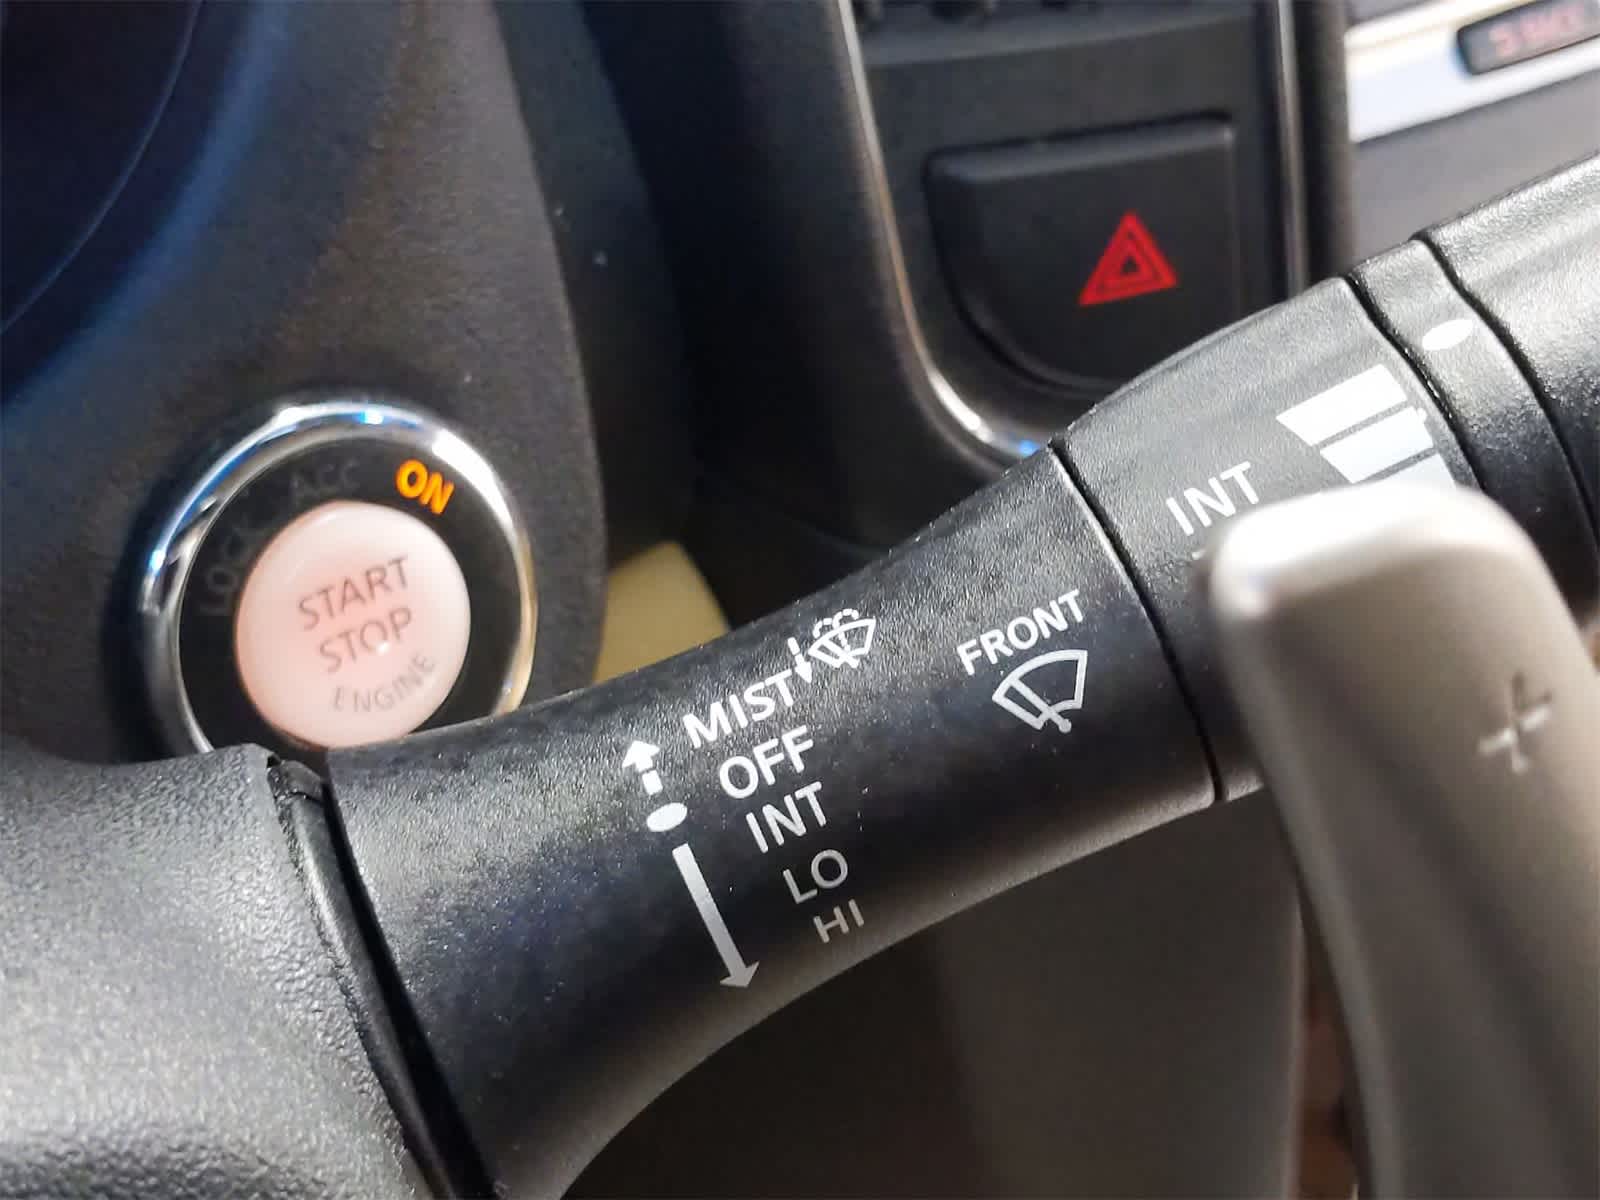 LOCK
ACC
ON
START
STOP
ENGINE
MIST
OFF
INT
LO
HI
FRONT
INT
+